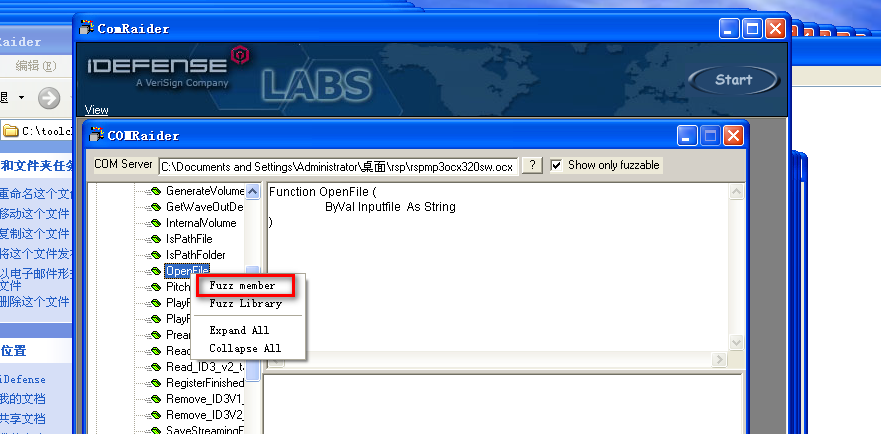 ComRaider
Raider
编辑(E)
iDEFENSE
A VeriSign Company
LABS
Start
View
退
C:\toolc
COMRaider
COM Server
C:\Documents and Settings\Administrator\桌面\rsp\rspmp3ocx320sw.ocx
?
Show only fuzzable
和文件夹任务
重命名这个文件
移动这个文件
复制这个文件
将这个文件发布
以电子邮件形式
文件
删除这个文件
位置
iDefense
我的文档
共享文档
GenerateVolume
GetWaveOutDe
InternalVolume
IsPathFile
IsPathFolder
OpenFile
Pitch
PlayF
PlayF
Prear
Read
Read_ID3_v2_t
RegisterFinished
Remove_ID3V1_
Remove_ID3V2_
SaveStreamingF
Fuzz member
Fuzz Library
Expand All
Collapse All
Function OpenFile (
ByVal Inputfile As String
)